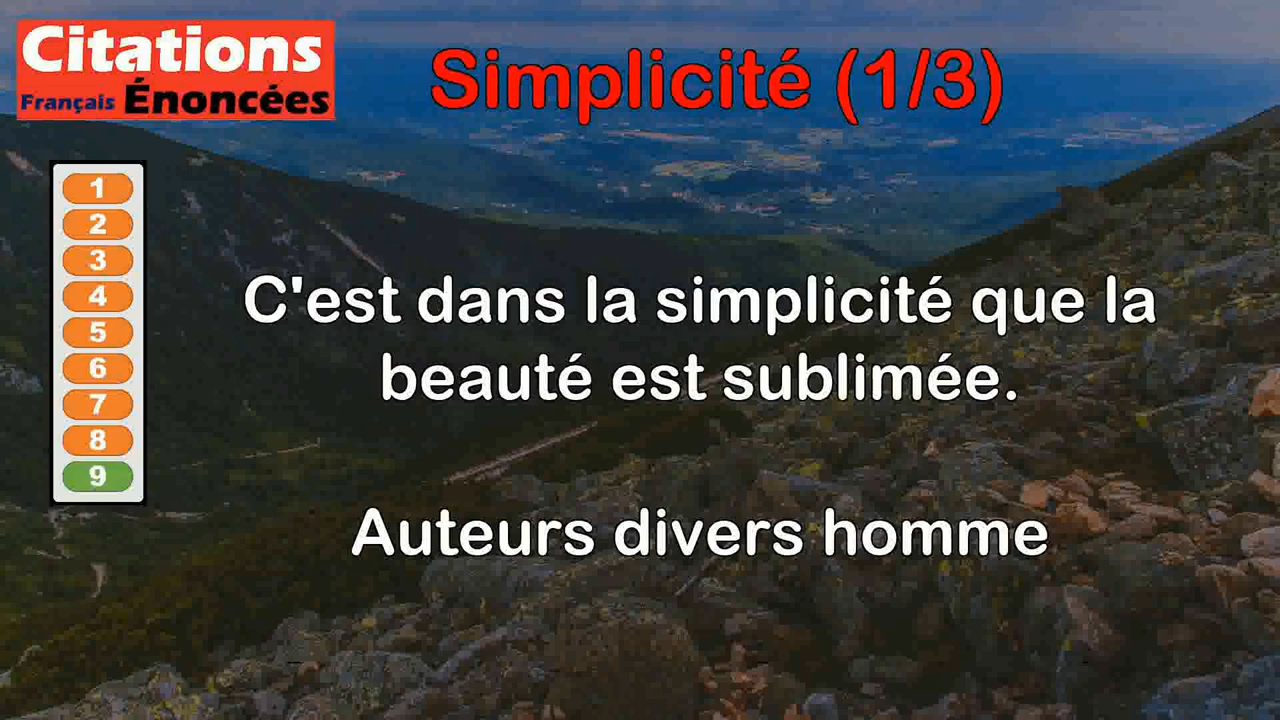 Citations
Français Énoncées
Simplicité (1/3)
1
2
3
4
5
6
7
8
9
C'est dans la simplicité que la
beauté est sublimée.
Auteurs divers homme